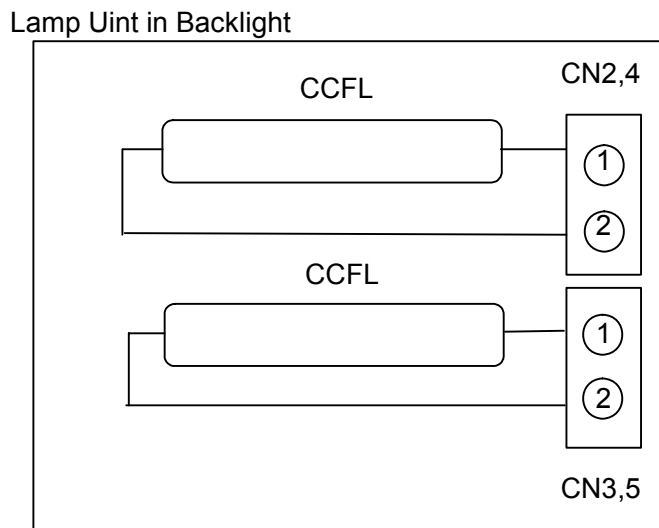 Lamp Uint in Backlight
CN2,4
CCFL
1
2
CCFL
1
2
CN3,5